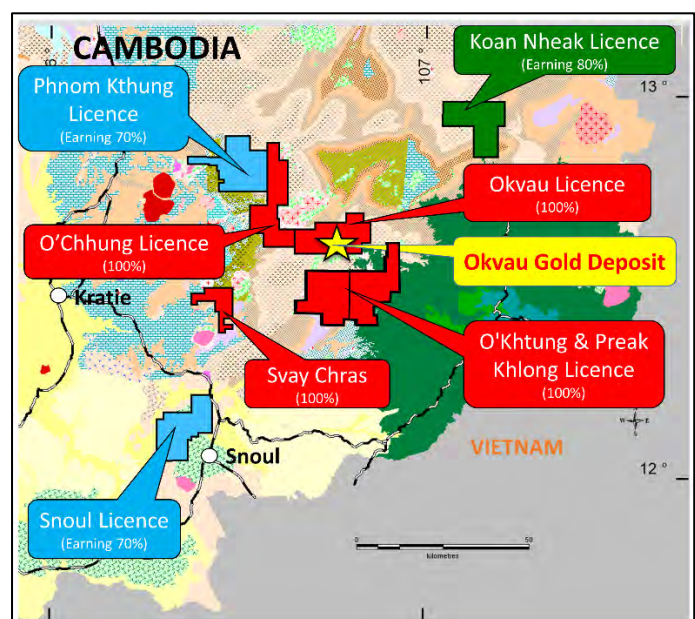 CAMBODIA
107 °
Koan Nheak Licence
(Earning 80%)
13 °
Phnom Kthung
Licence
(Earning 70%)
Okvau Licence
(100%)
O’Chhung Licence
(100%)
Okvau Gold Deposit
Kratie
O'Khtung & Preak
Khlong Licence
(100%)
Svay Chras
(100%)
W E
S
VIETNAM
Snoul
12 °
Snoul Licence
(Earning 70%)
0
50
kilometres